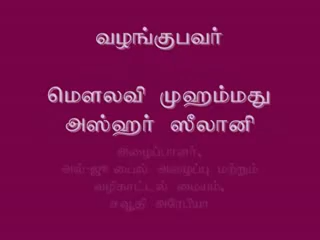 வழங்குபவர்
மௌலவி முஹம்மது
அஸ்ஹர் ஸீலானி
அழைப்பாளர்,
அல்-ஜுபைல் அழைப்பு மற்றும்
வழிகாட்டல் மையம்,
சவூதி அரேபியா